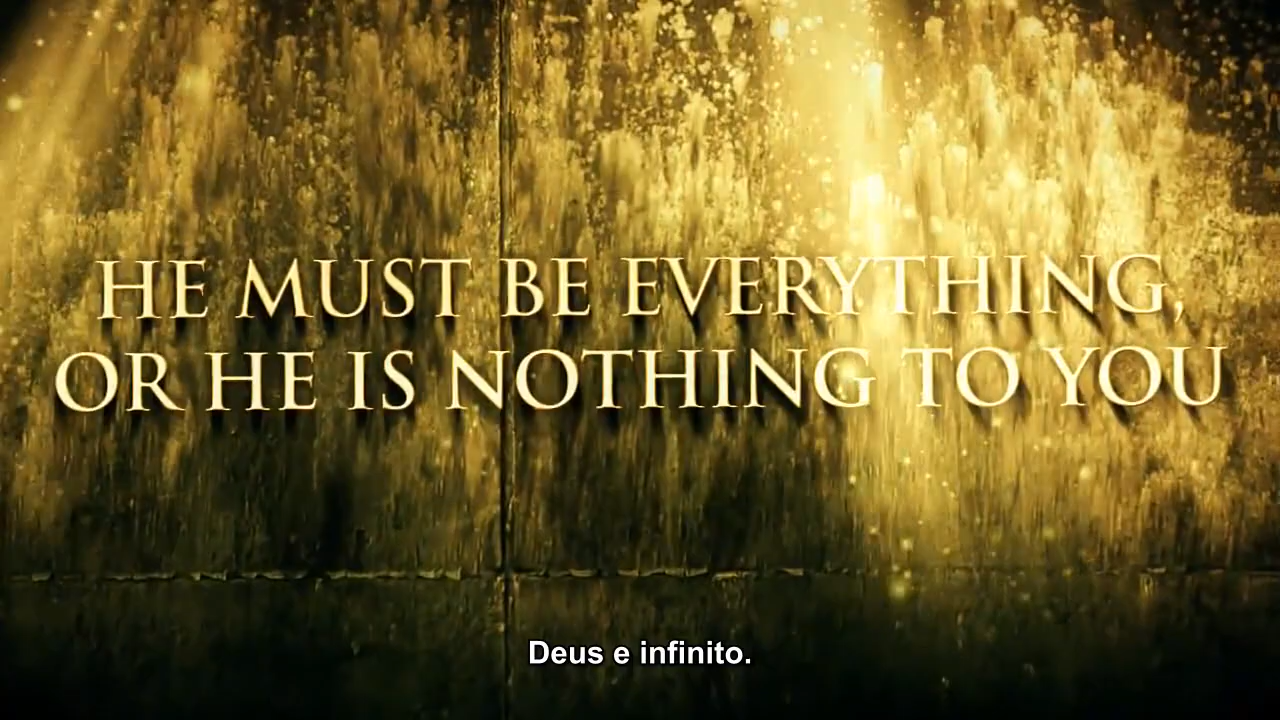 HE MUST BE EVERYTHING,
OR HE IS NOTHING TO YOU
Deus e infinito.